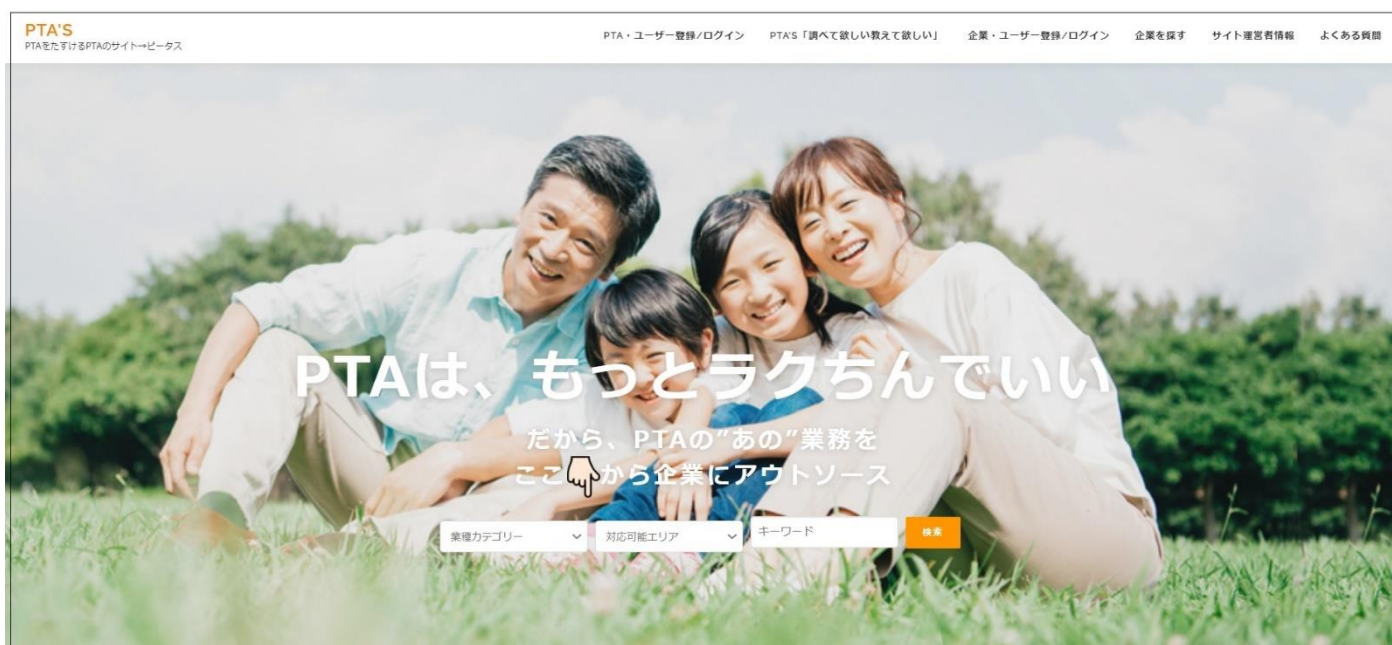 PTA'S
PTAをたすけるPTAのサイト→ピータス
PTA・ユーザー登録/ログイン
PTA'S「調べて欲しい教えて欲しい」
企業・ユーザー登録/ログイン
企業を探す
サイト運営者情報
よくある質問
PTAは、もっとラクちんでいい
だから、PTAの”あの”業務を
ここ👇から企業にアウトソース
業種カテゴリー
対応可能エリア
キーワード
検索